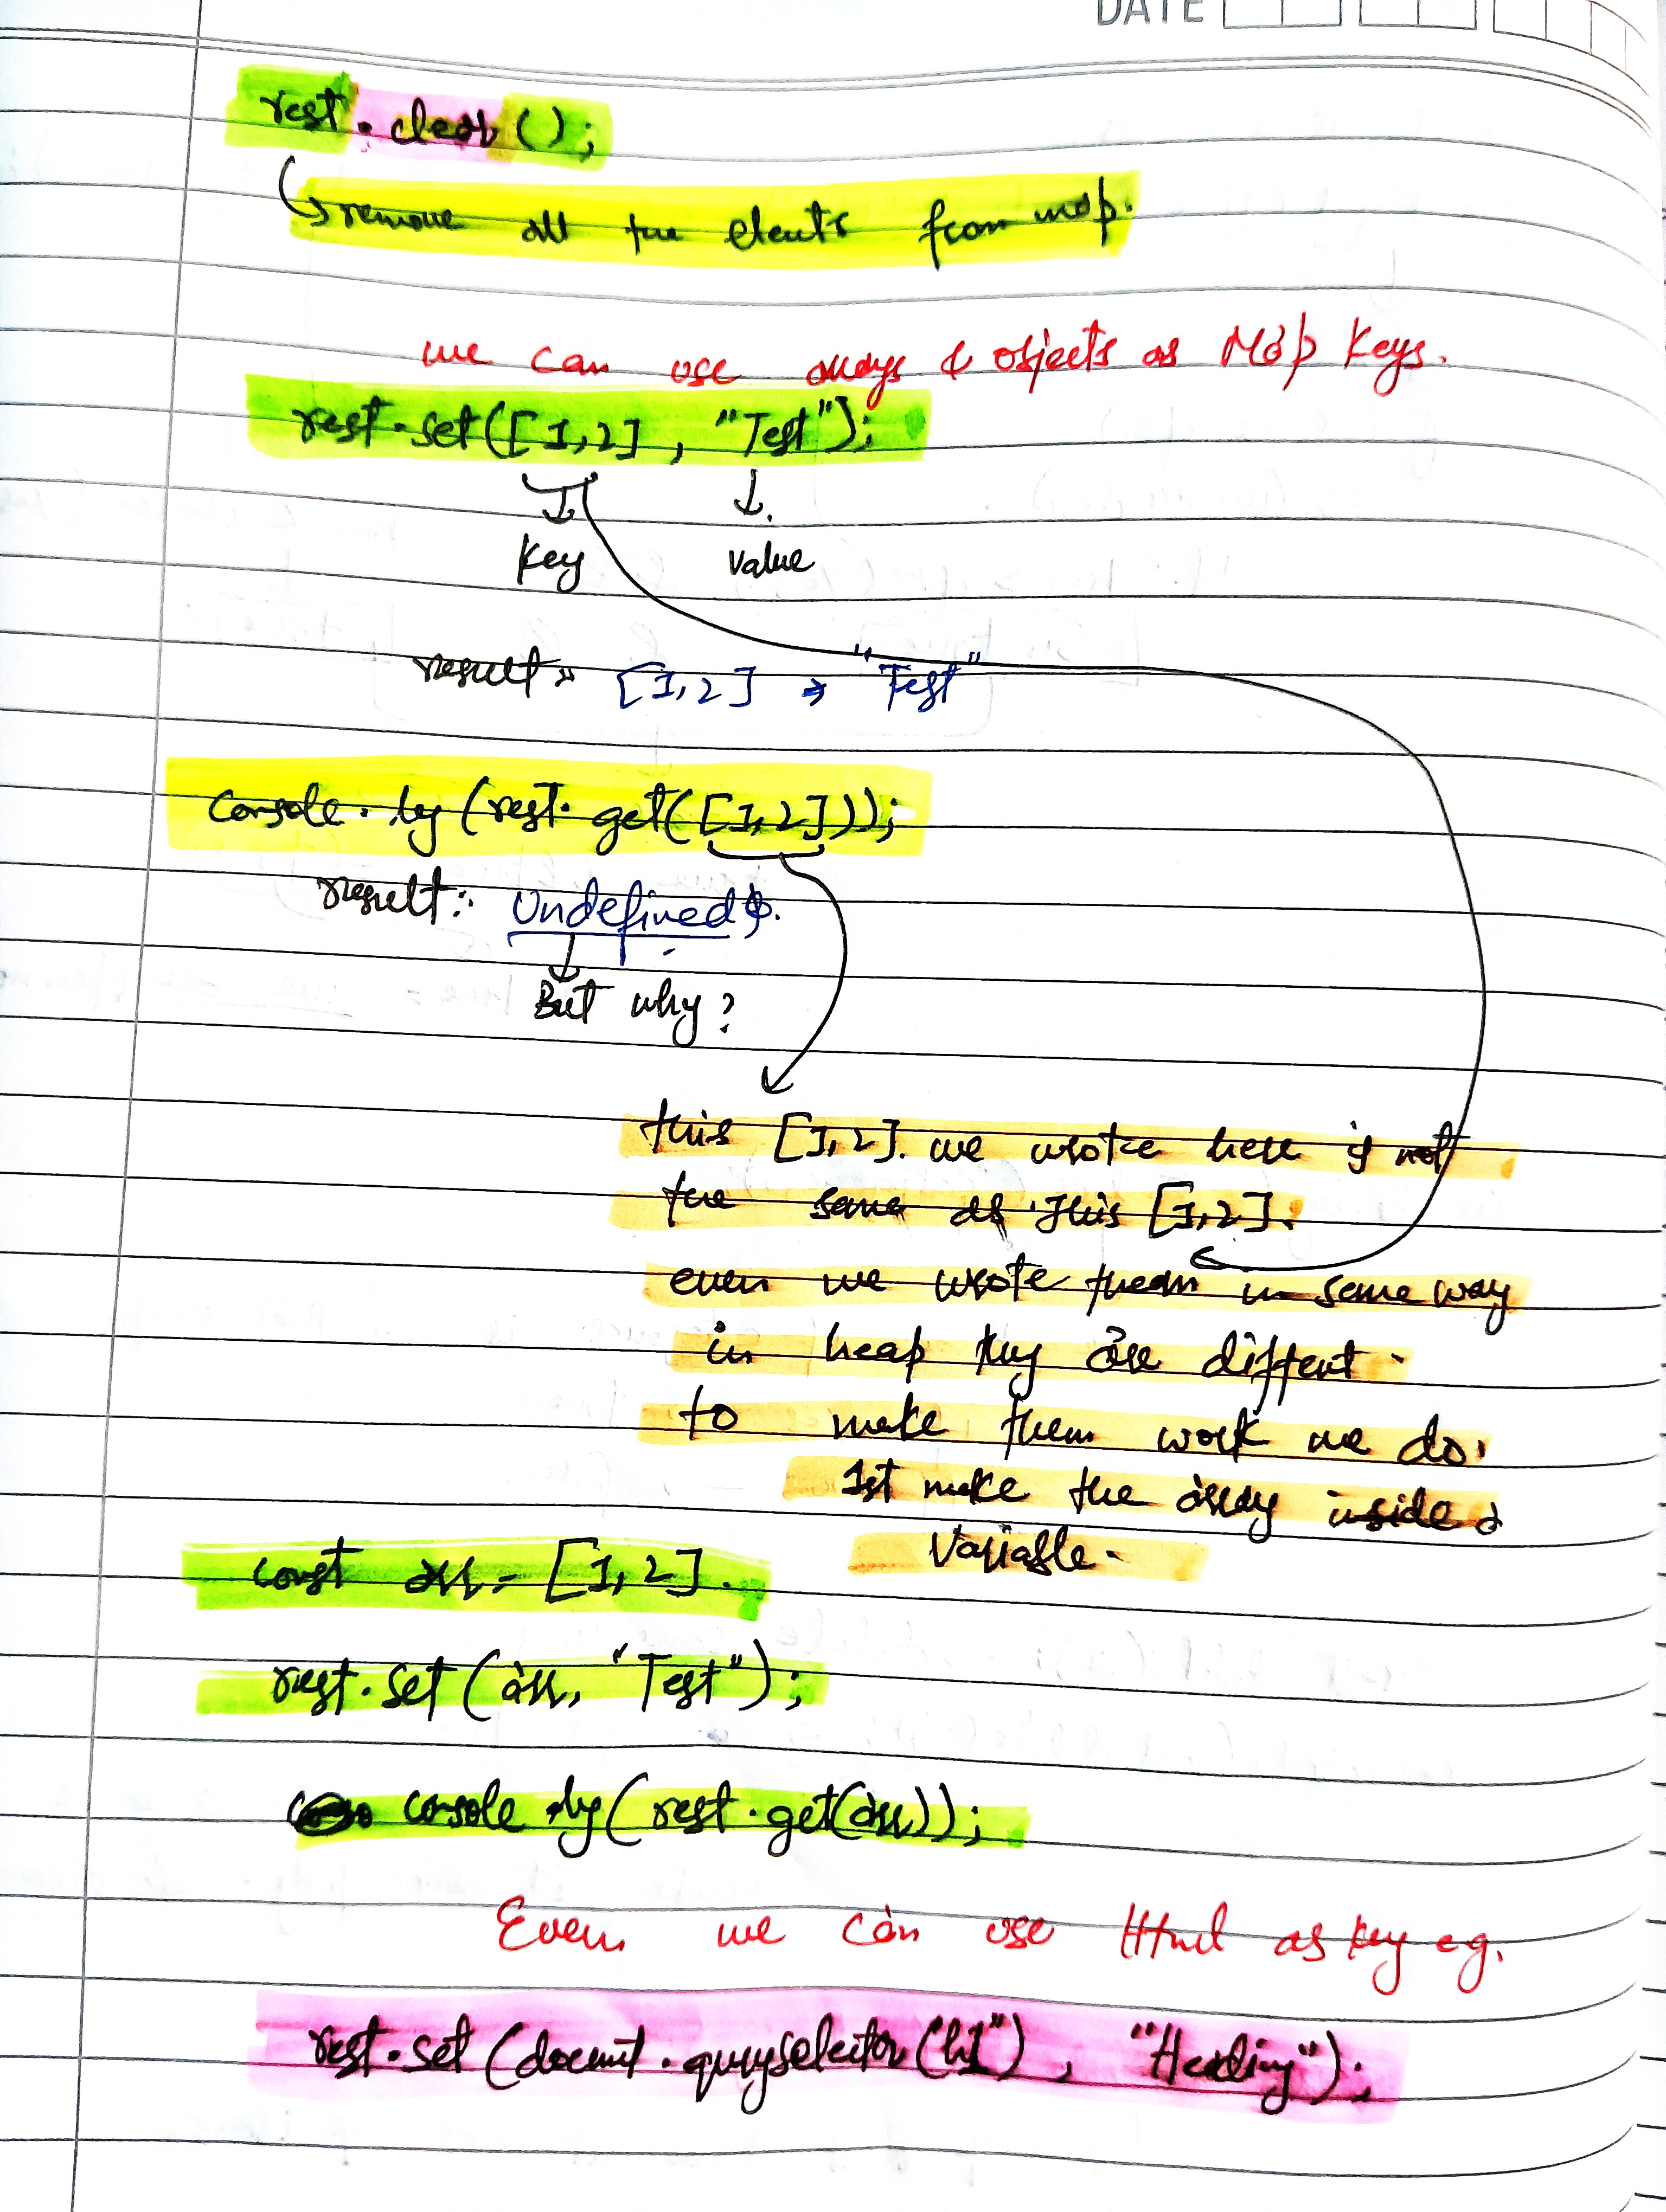 DATE
rest.clear();
remove all the eleents from map.
we can use arrays & objects as Map keys.
rest.set([1,2], "Test");
key value
result » [1,2] → "Test"
console.log(rest.get([1,2]));
result: Undefined
But why?
this [1,2]. we wrote here is not
the same as this [1,2].
even we wrote them in same way
in heap they are diffent.
to make them work we do.
1st make the array inside a
Variable.
const arr = [1,2].
rest.set(arr, "Test");
console.log(rest.get(arr));
Even we can use Html as key eg.
rest.set(documt.queryselector("h1"), "Heading");